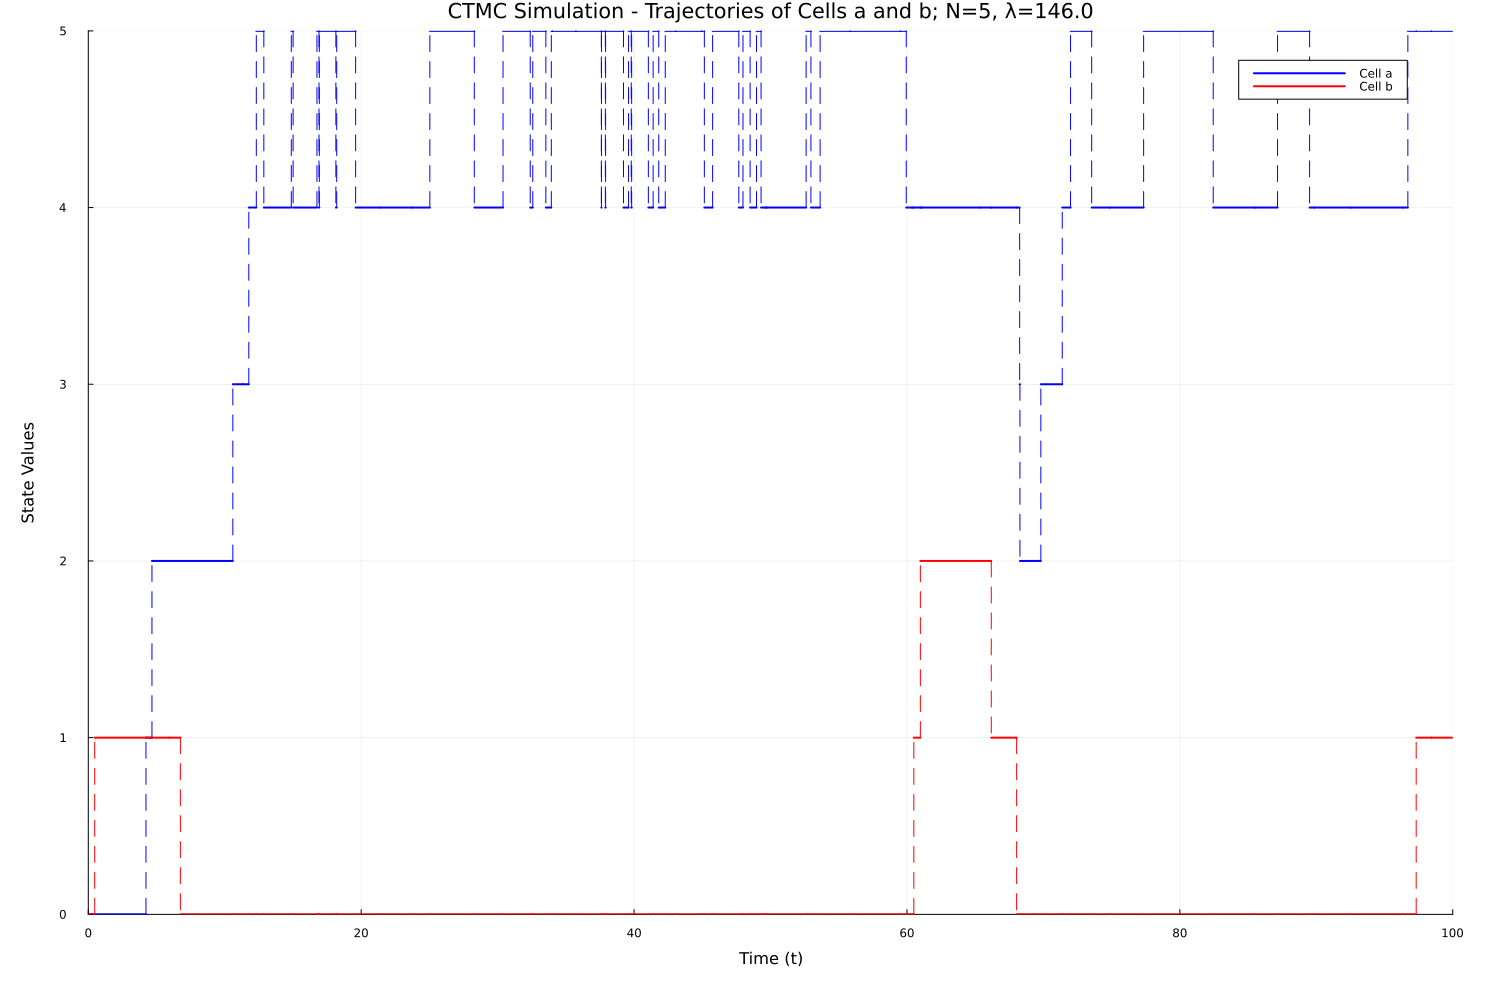 CTMC Simulation - Trajectories of Cells a and b; N=5, λ=146.0
5
Cell a
Cell b
4
3
State Values
2
1
0
0 20 40 60 80 100
Time (t)